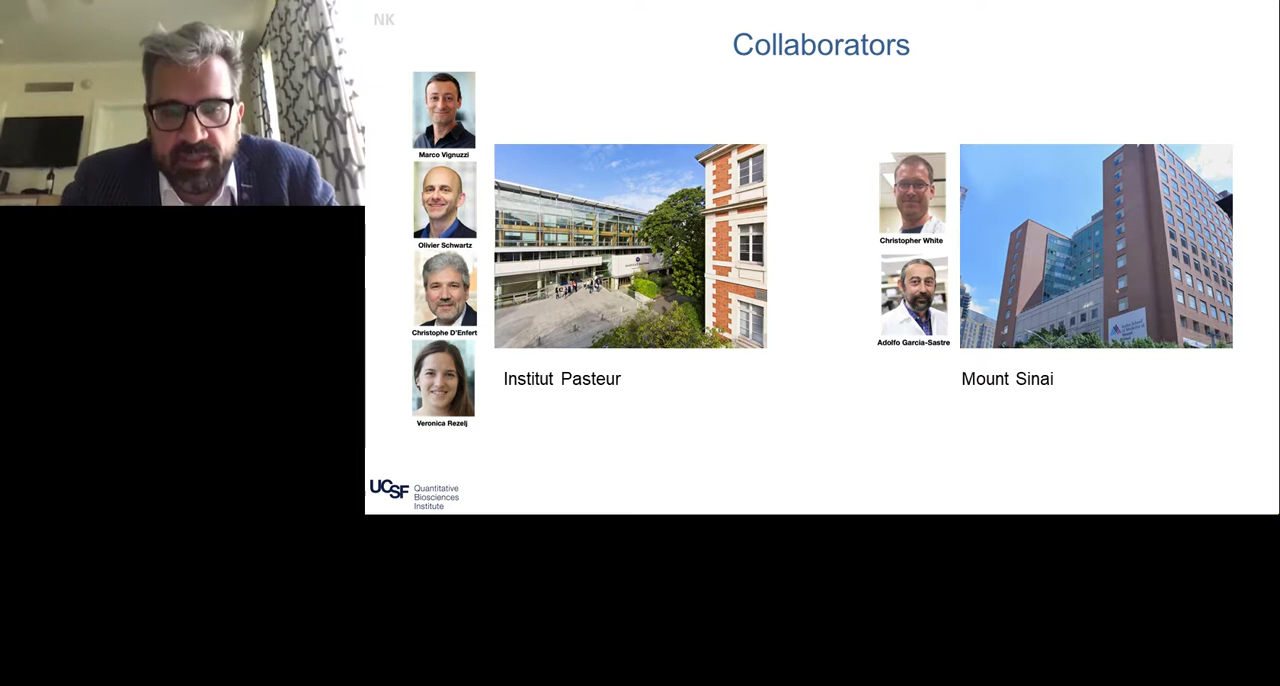 NK
Collaborators
Marco Vignuzzi
Olivier Schwartz
Christophe D'Enfert
Veronica Rezelj
Institut Pasteur
Christopher White
Adolfo Garcia-Sastre
Mount Sinai
UCSF
Quantitative
Biosciences
Institute